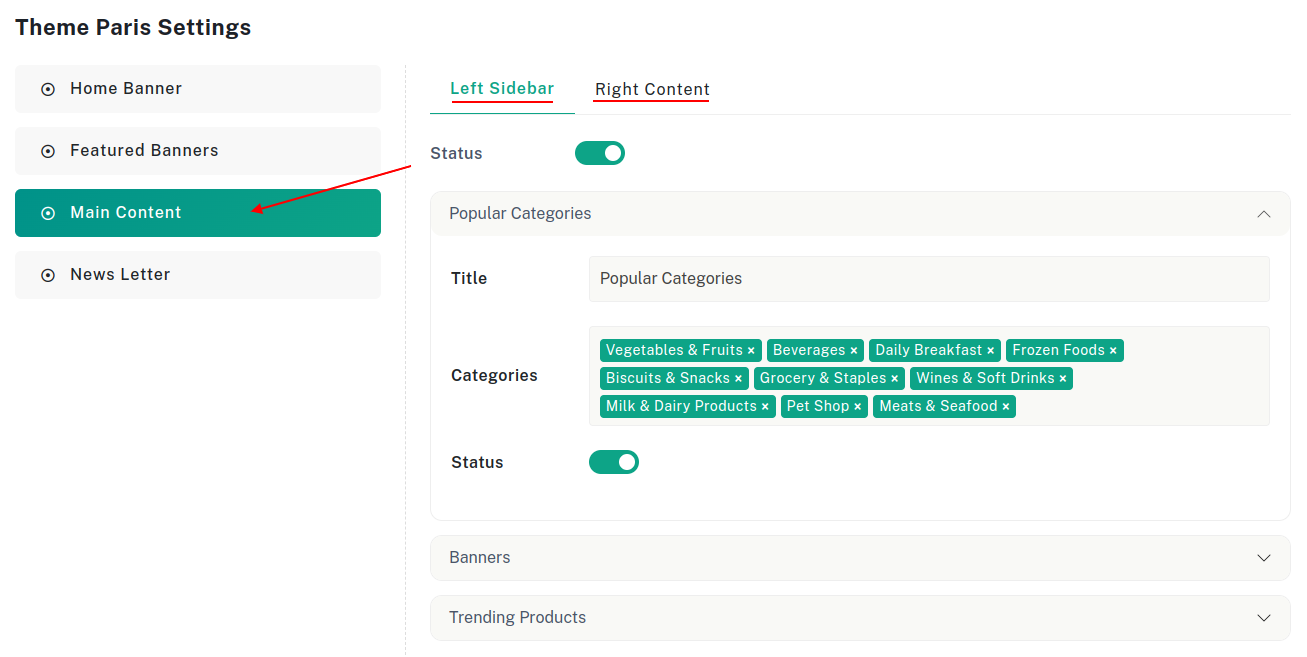 Theme Paris Settings
Home Banner
Featured Banners
Main Content
News Letter
Left Sidebar
Right Content
Status
Popular Categories
Title
Popular Categories
Categories
Vegetables & Fruits × Beverages × Daily Breakfast × Frozen Foods ×
Biscuits & Snacks × Grocery & Staples × Wines & Soft Drinks ×
Milk & Dairy Products × Pet Shop × Meats & Seafood ×
Status
Banners
Trending Products